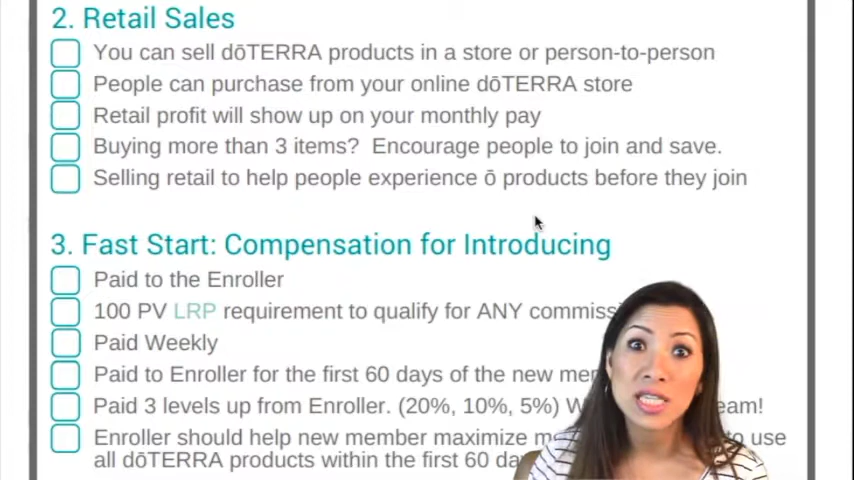 2. Retail Sales
You can sell dōTERRA products in a store or person-to-person
People can purchase from your online dōTERRA store
Retail profit will show up on your monthly pay
Buying more than 3 items?  Encourage people to join and save.
Selling retail to help people experience ō products before they join
3. Fast Start: Compensation for Introducing
Paid to the Enroller
100 PV LRP requirement to qualify for ANY
Paid Weekly
Paid to Enroller for the first 60 days of the new
Paid 3 levels up from Enroller. (20%, 10%, 5%)
Enroller should help new member maximize to use
all dōTERRA products within the first 60